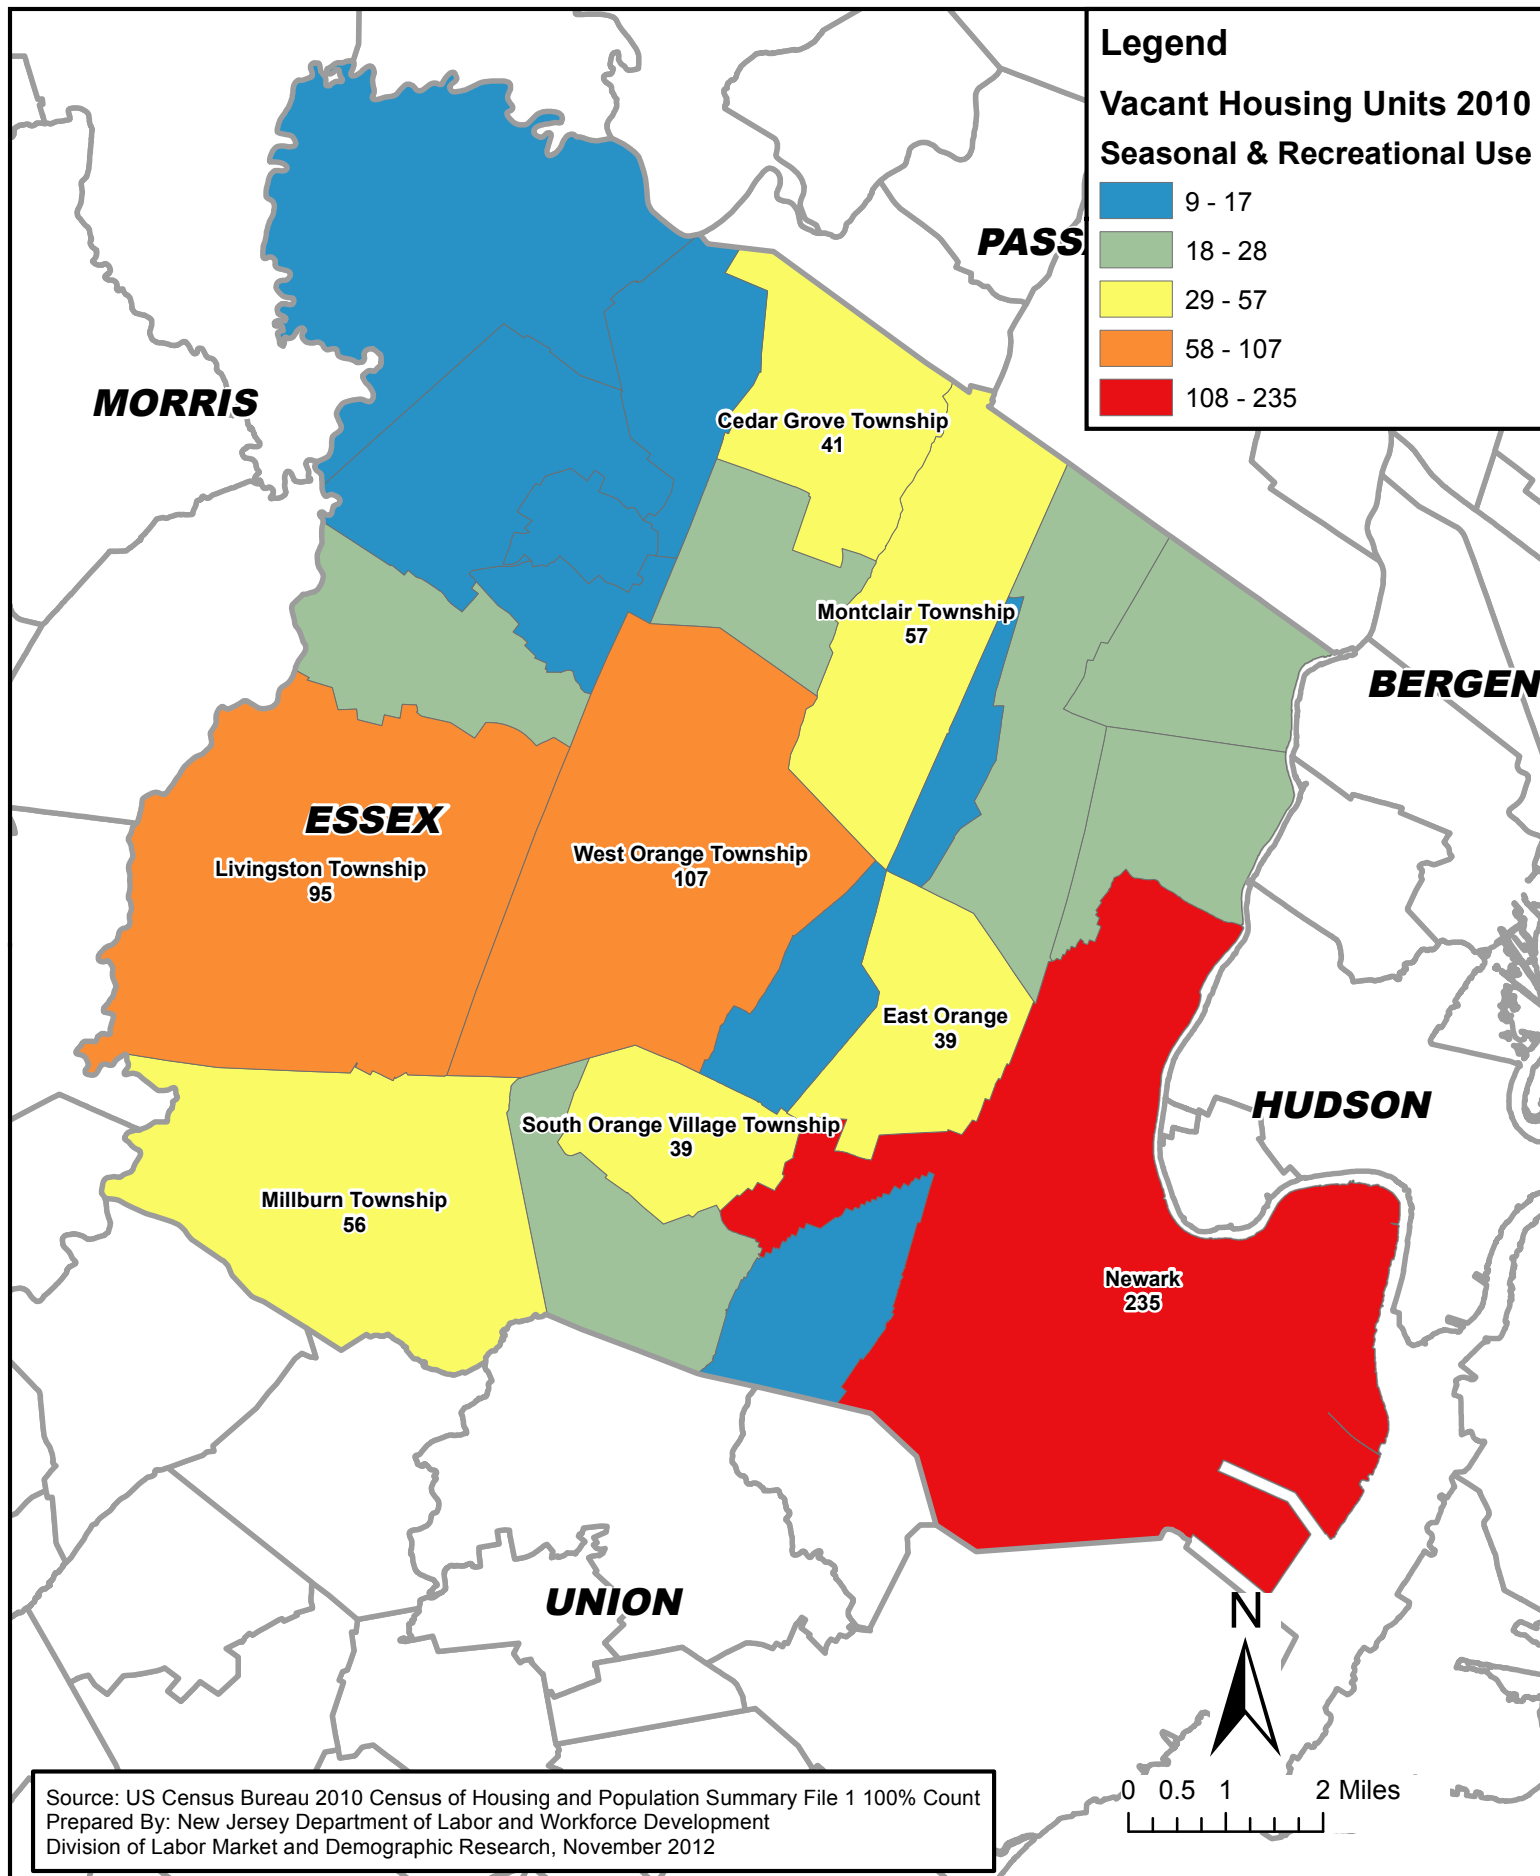 Legend
Vacant Housing Units 2010
Seasonal & Recreational Use
9 - 17
18 - 28
29 - 57
58 - 107
108 - 235
PASS
MORRIS
Cedar Grove Township
41
Montclair Township
57
BERGEN
ESSEX
Livingston Township
95
West Orange Township
107
East Orange
39
HUDSON
South Orange Village Township
39
Millburn Township
56
Newark
235
UNION
N
0 0.5 1 2 Miles
Source: US Census Bureau 2010 Census of Housing and Population Summary File 1 100% Count
Prepared By: New Jersey Department of Labor and Workforce Development
Division of Labor Market and Demographic Research, November 2012